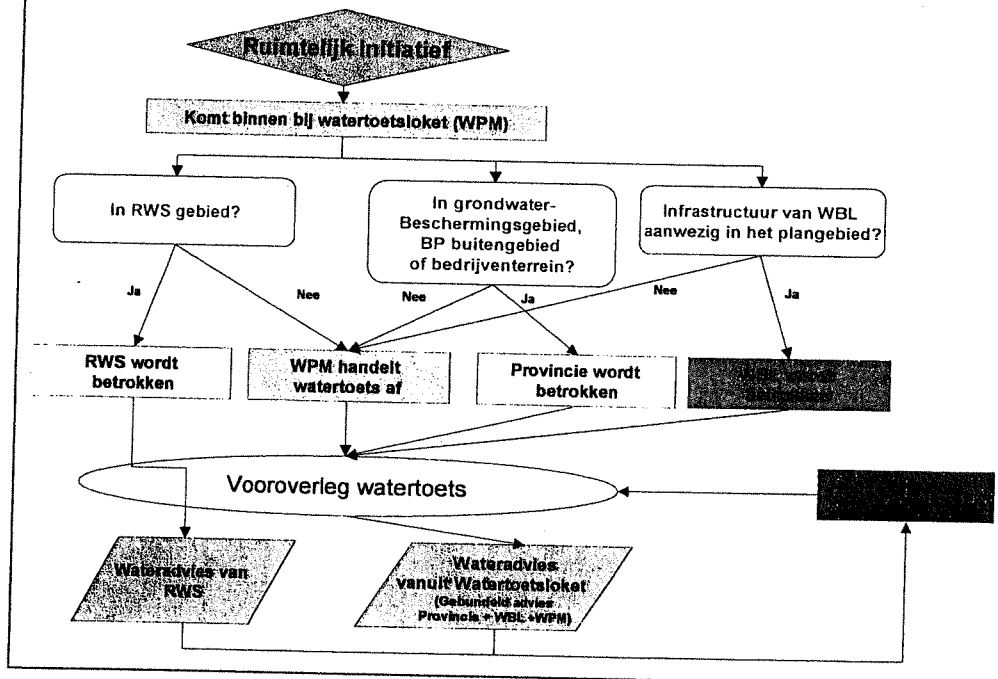 Ruimtelijk Initiatief
Komt binnen bij watertoetsloket (WPM)
In RWS gebied?
In grondwater-
Beschermingsgebied,
BP buitengebied
of bedrijventerrein?
Infrastructuur van WBL
aanwezig in het plangebied?
Ja
Nee
Nee
Ja
Nee
Ja
RWS wordt
betrokken
WPM handelt
watertoets af
Provincie wordt
betrokken
Vooroverleg watertoets
Wateradvies van
RWS
Wateradvies
vanuit Watertoetsloket
(Gebundeld advies
Provincie + WBL +WPM)